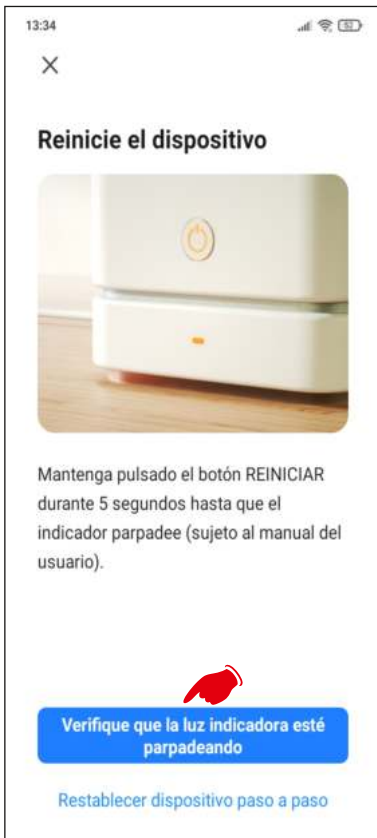 13:34
52
Reinicie el dispositivo
Mantenga pulsado el botón REINICIAR
durante 5 segundos hasta que el
indicador parpadee (sujeto al manual del
usuario).
Verifique que la luz indicadora esté
parpadeando
Restablecer dispositivo paso a paso